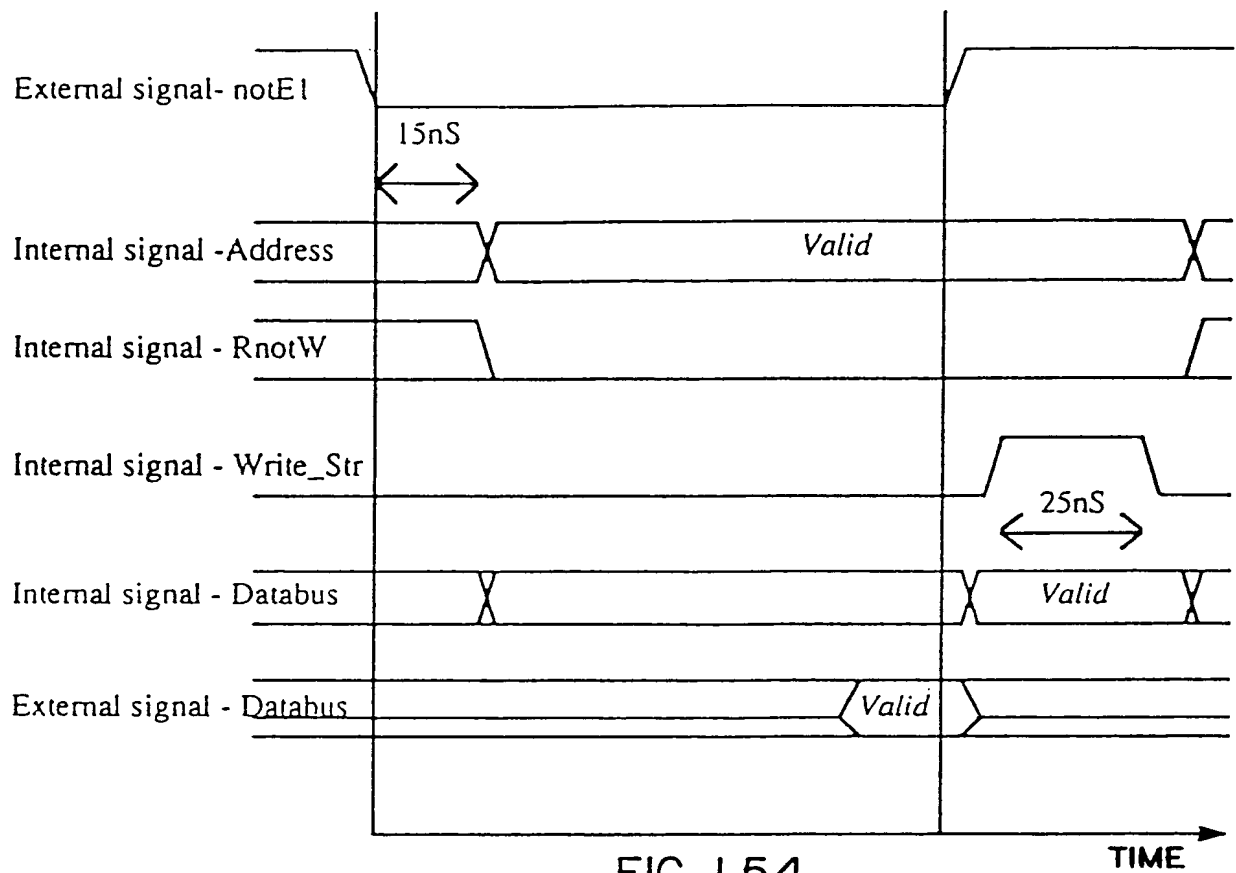 External signal- notE1
15nS
Internal signal -Address
Valid
Internal signal - RnotW
Internal signal - Write_Str
25nS
Internal signal - Databus
Valid
External signal - Databus
Valid
TIME